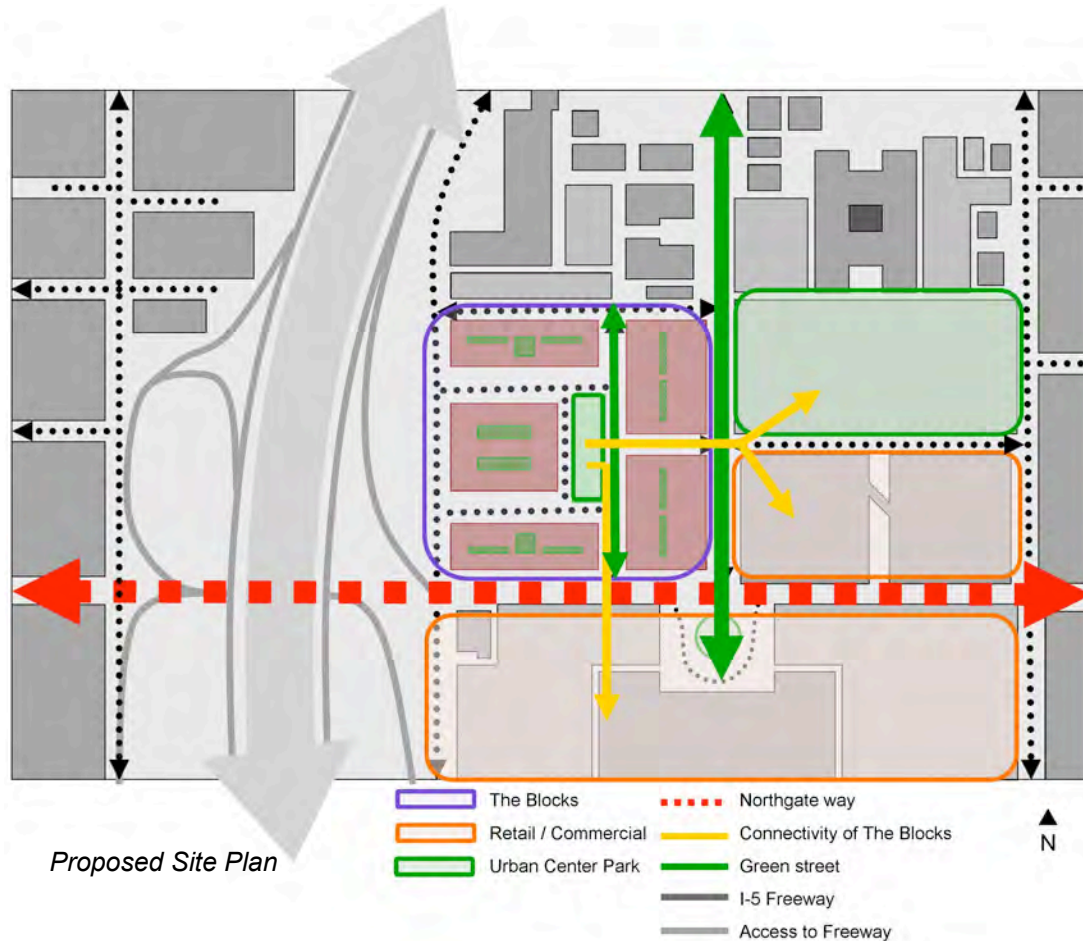 The Blocks
Retail / Commercial
Urban Center Park
Northgate way
Connectivity of The Blocks
Green street
I-5 Freeway
Access to Freeway
N
Proposed Site Plan